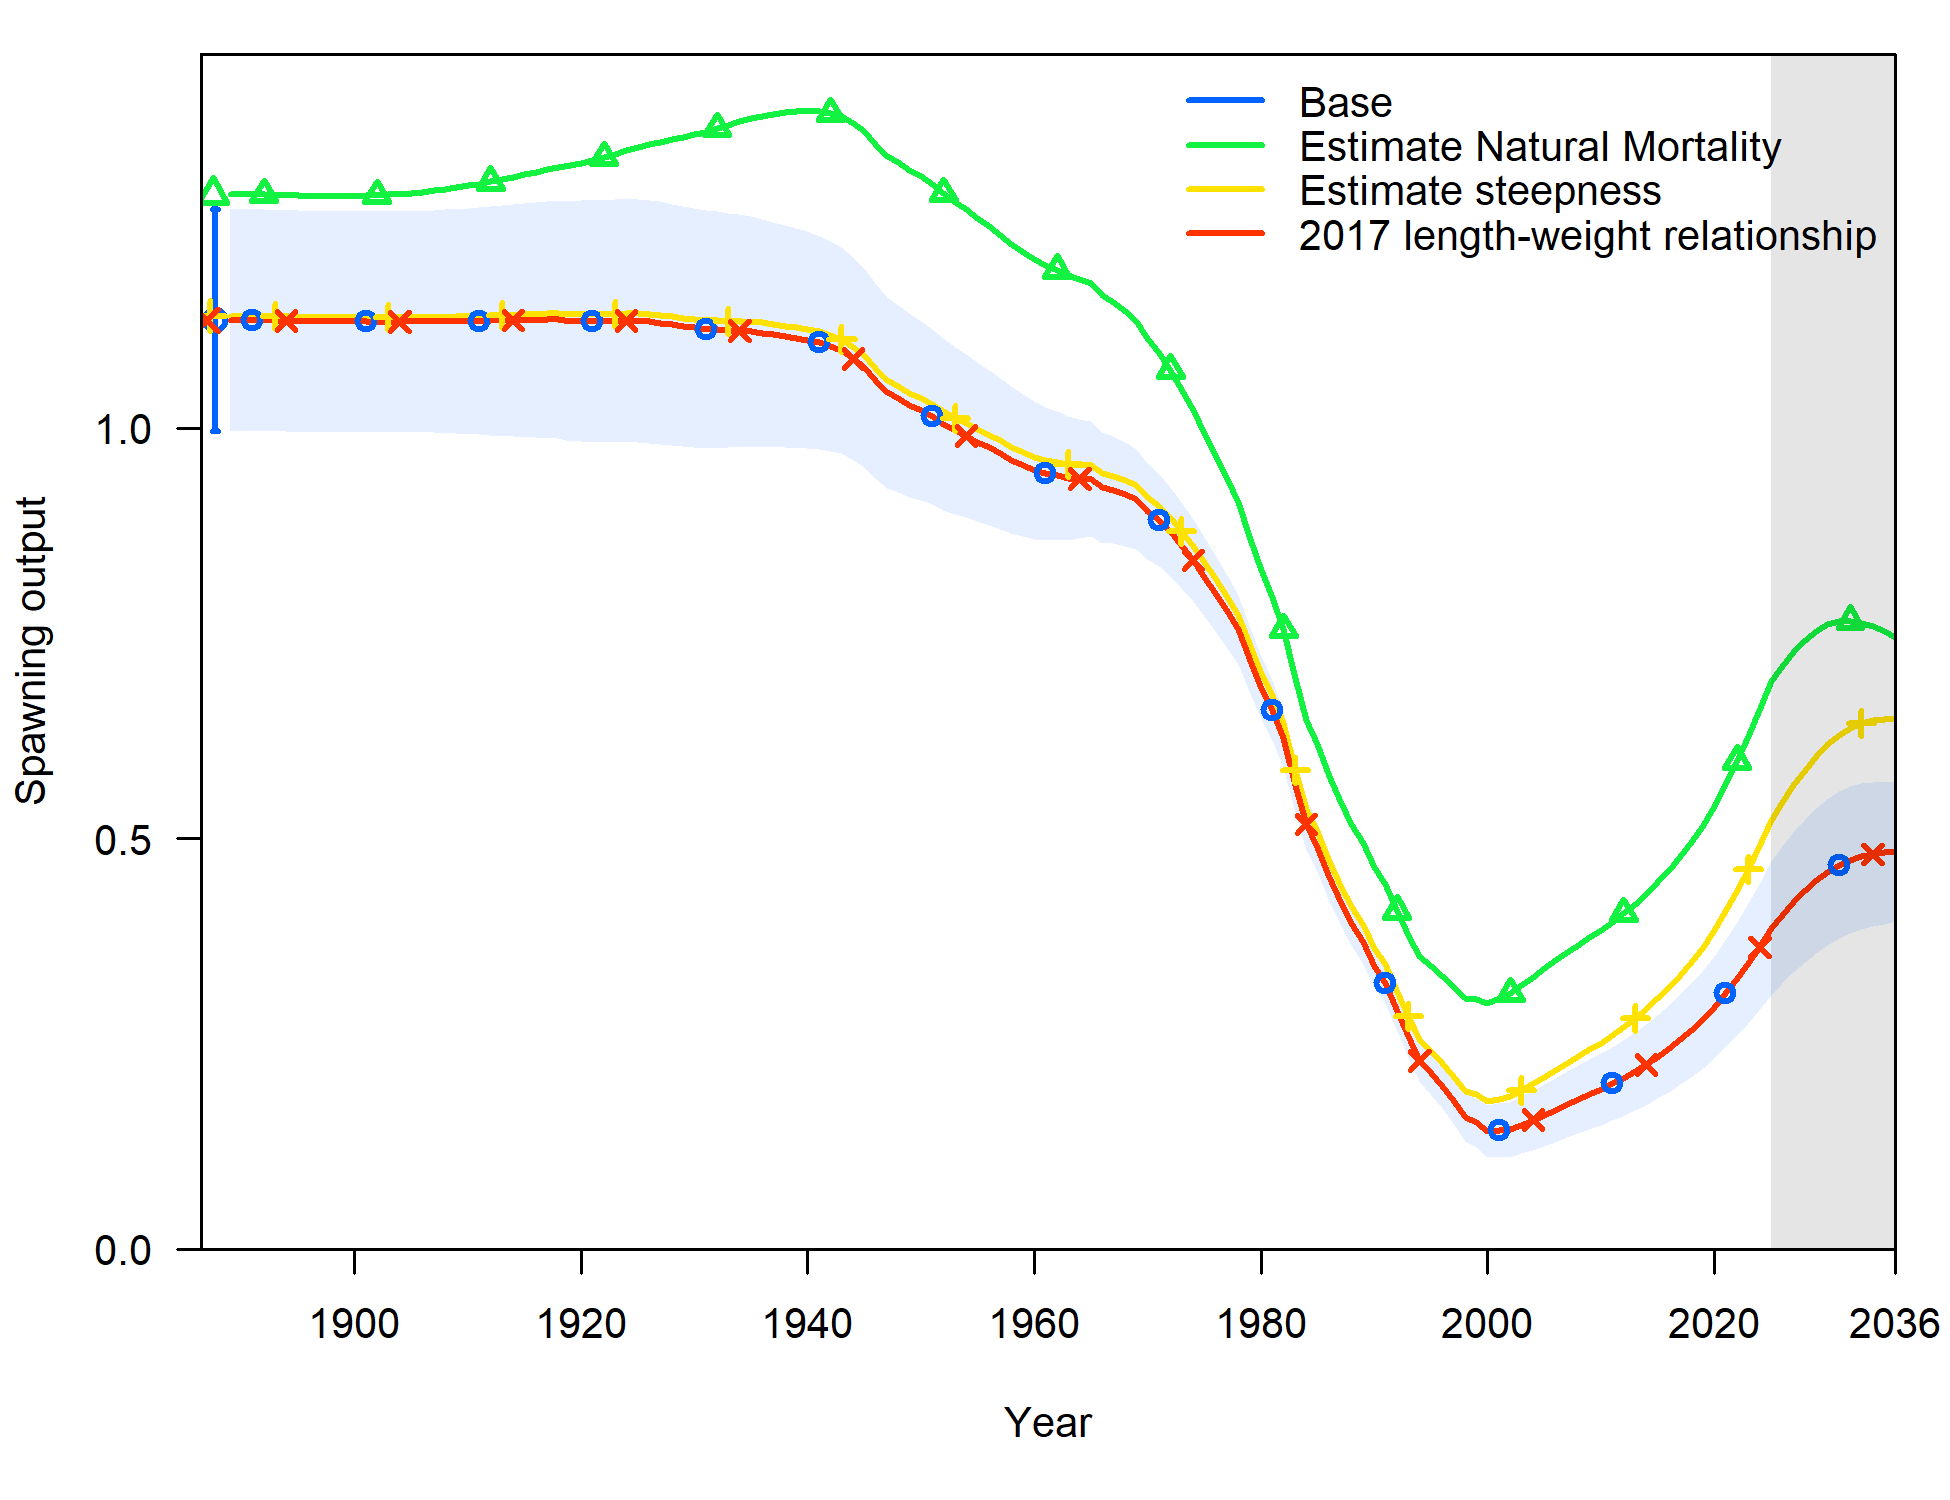 Base
Estimate Natural Mortality
Estimate steepness
2017 length-weight relationship
Spawning output
1.0
0.5
0.0
1900 1920 1940 1960 1980 2000 2020 2036
Year